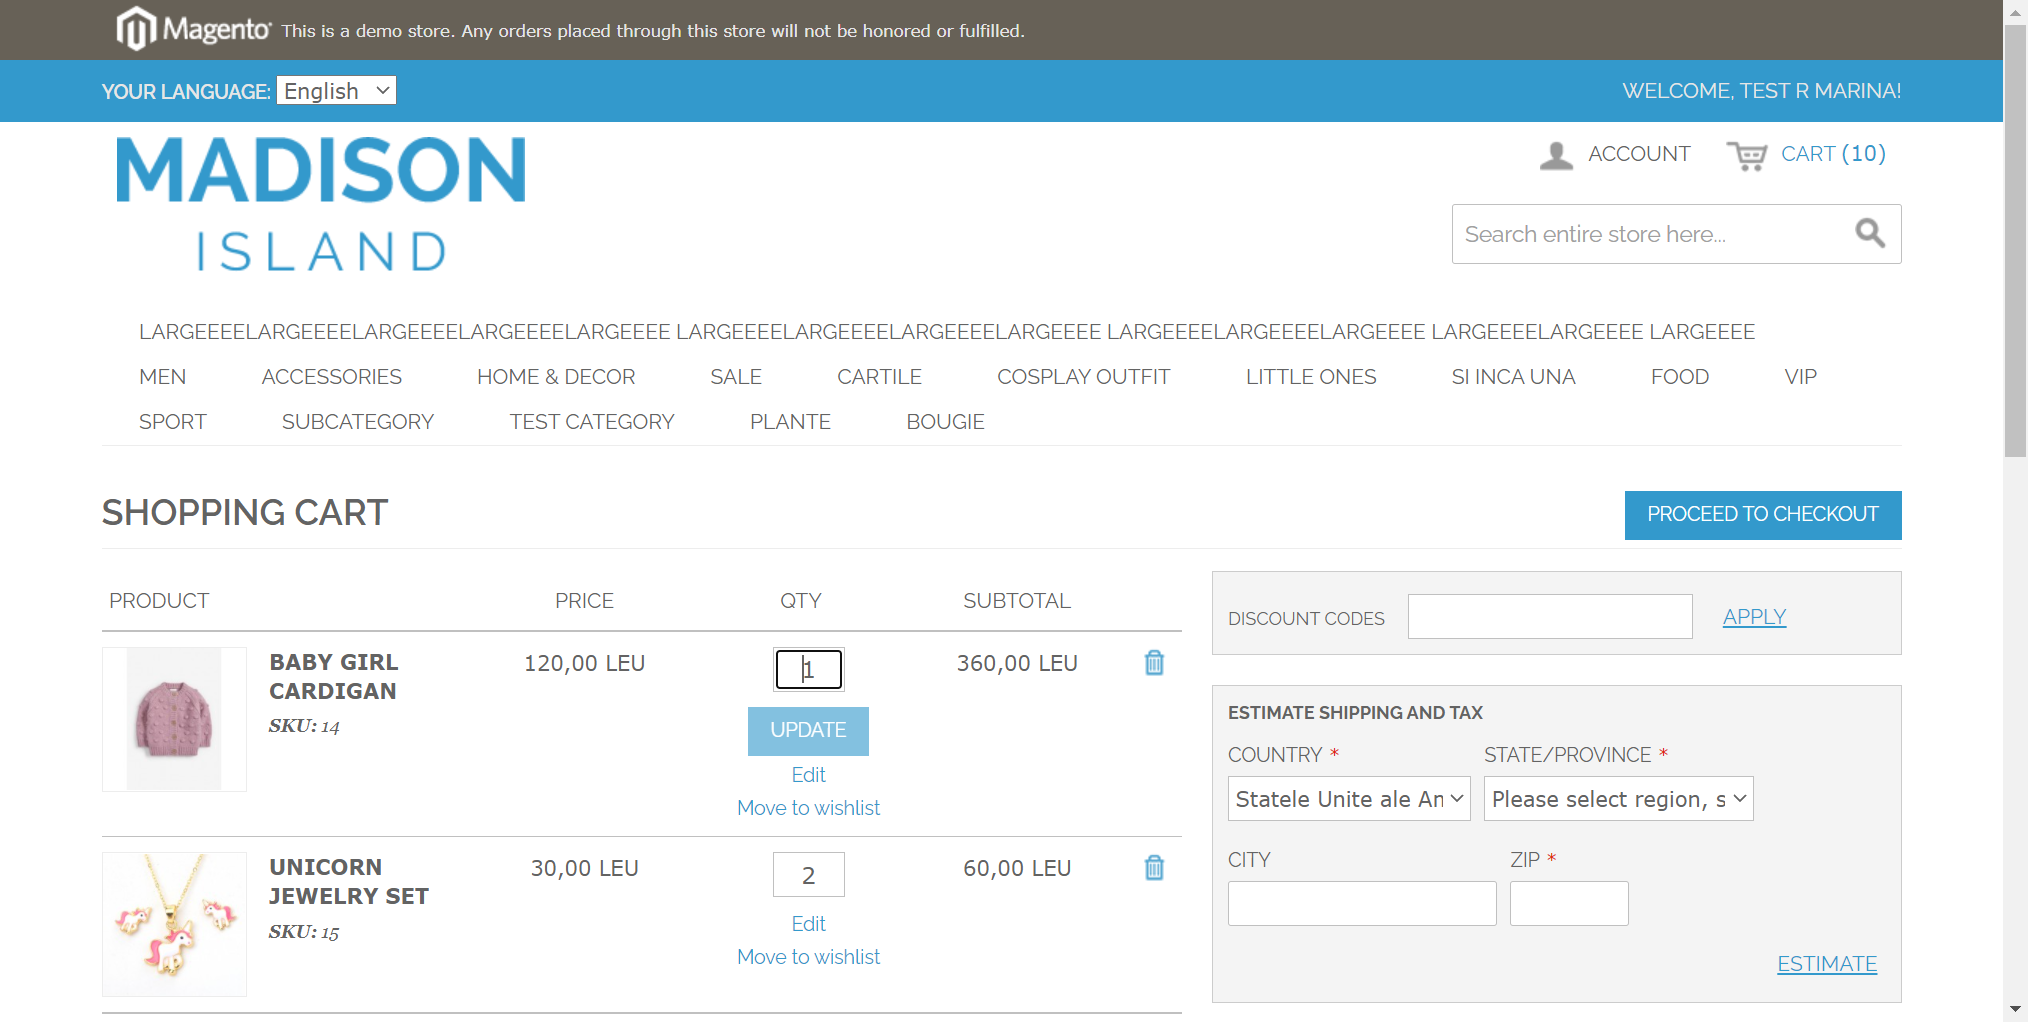 Magento® This is a demo store. Any orders placed through this store will not be honored or fulfilled.
YOUR LANGUAGE: English
WELCOME, TEST R MARINA!
MADISON
ISLAND
ACCOUNT CART (10)
Search entire store here...
LARGEEEELARGEEEELARGEEEELARGEEEELARGEEEE LARGEEEELARGEEEELARGEEEELARGEEEE LARGEEEELARGEEEELARGEEEE LARGEEEELARGEEEE LARGEEEE
MEN ACCESSORIES HOME & DECOR SALE CARTILE COSPLAY OUTFIT LITTLE ONES SI INCA UNA FOOD VIP
SPORT SUBCATEGORY TEST CATEGORY PLANTE BOUGIE
SHOPPING CART
PROCEED TO CHECKOUT
PRODUCT PRICE QTY SUBTOTAL
BABY GIRL CARDIGAN
SKU: 14
120,00 LEU
1
360,00 LEU
UPDATE
Edit
Move to wishlist
UNICORN JEWELRY SET
SKU: 15
30,00 LEU
2
60,00 LEU
Edit
Move to wishlist
DISCOUNT CODES
APPLY
ESTIMATE SHIPPING AND TAX
COUNTRY * STATE/PROVINCE *
Statele Unite ale Am Please select region, s
CITY ZIP *
ESTIMATE